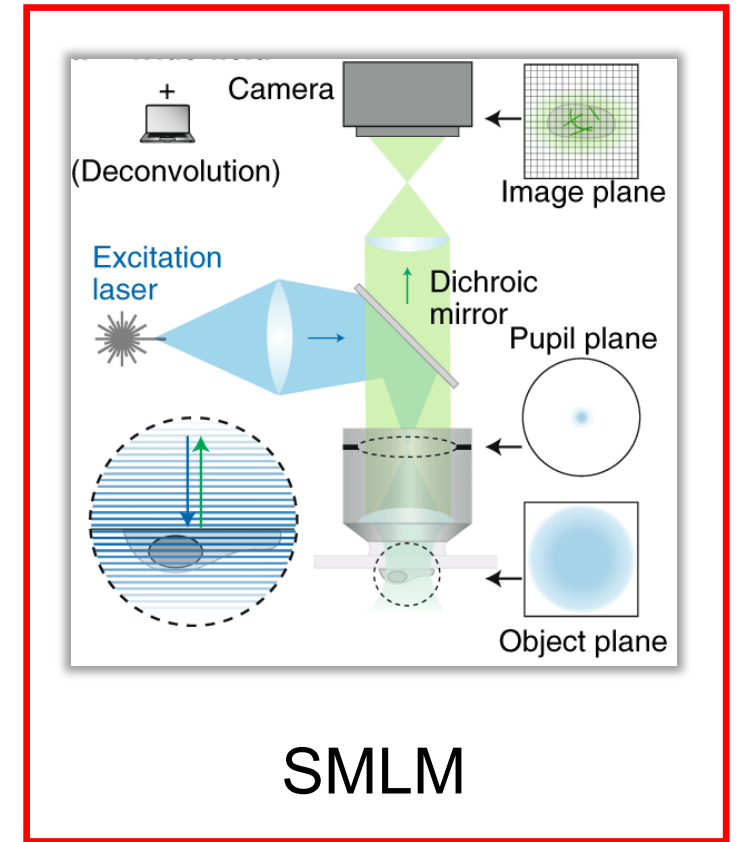 +
Camera
(Deconvolution)
Image plane
Excitation
laser
Dichroic
mirror
Pupil plane
Object plane
SMLM